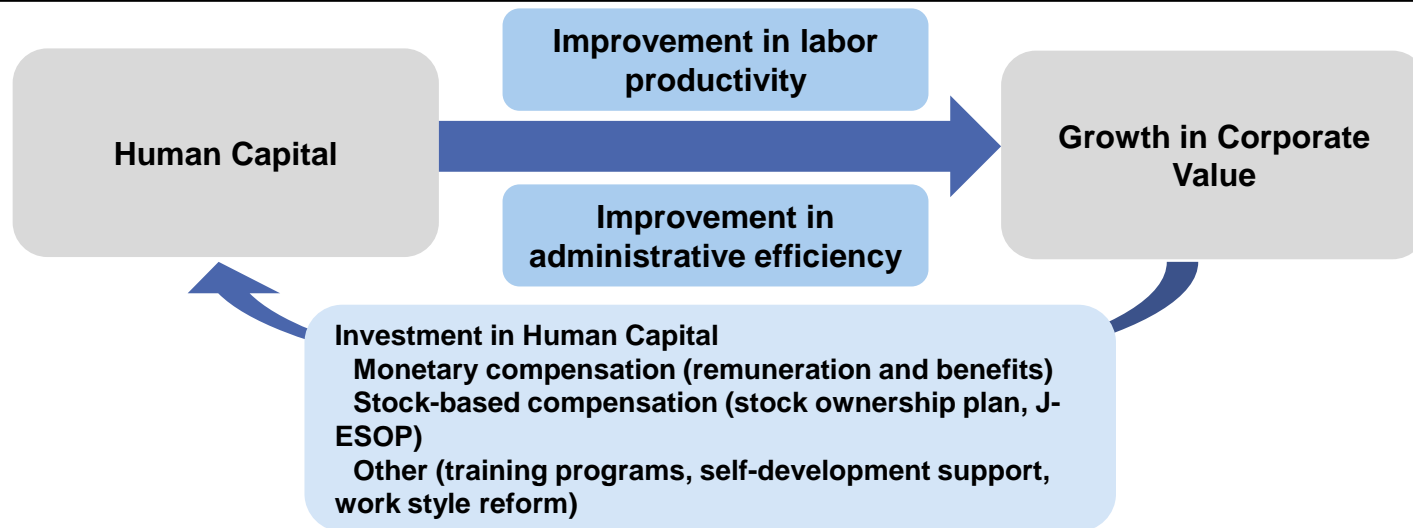 Improvement in labor
productivity
Human Capital
Growth in Corporate
Value
Improvement in
administrative efficiency
Investment in Human Capital
Monetary compensation (remuneration and benefits)
Stock-based compensation (stock ownership plan, J-
ESOP)
Other (training programs, self-development support,
work style reform)